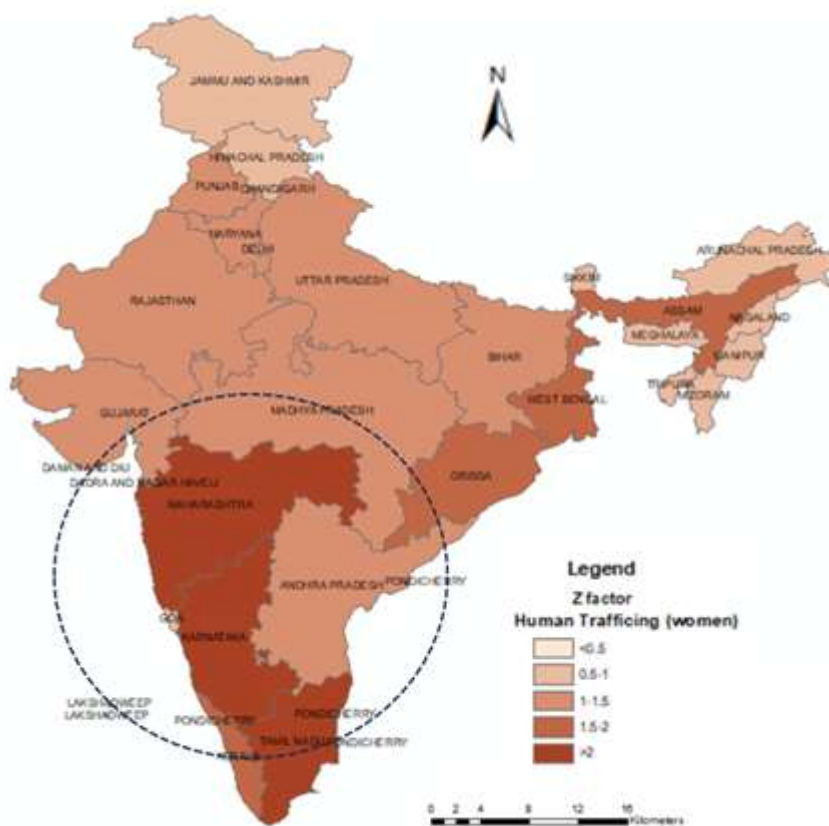 JAMMU AND KASHMIR
N
HIMACHAL PRADESH
PUNJAB
CHANDIGARH
HARYANA
DELHI
ARUNACHAL PRADESH
RAJASTHAN
UTTAR PRADESH
SIKKIM
ASSAM
NAGALAND
MEGHALAYA
MANIPUR
BIHAR
TRIPURA
MIZORAM
GUJARAT
MADHYA PRADESH
WEST BENGAL
DAMAN AND DIU
DADRA AND NAGAR HAVELI
ORISSA
MAHARASHTRA
ANDHRA PRADESH
PONDICHERRY
GOA
KARNATAKA
LAKSHADWEEP
LAKSHADWEEP
PONDICHERRY
PONDICHERRY
TAMIL NADU
PONDICHERRY
KERALA
Legend
Z factor
Human Trafficing (women)
<0.5
0.5-1
1-1.5
1.5-2
>2
0 2 4 8 12 16
Kilometers